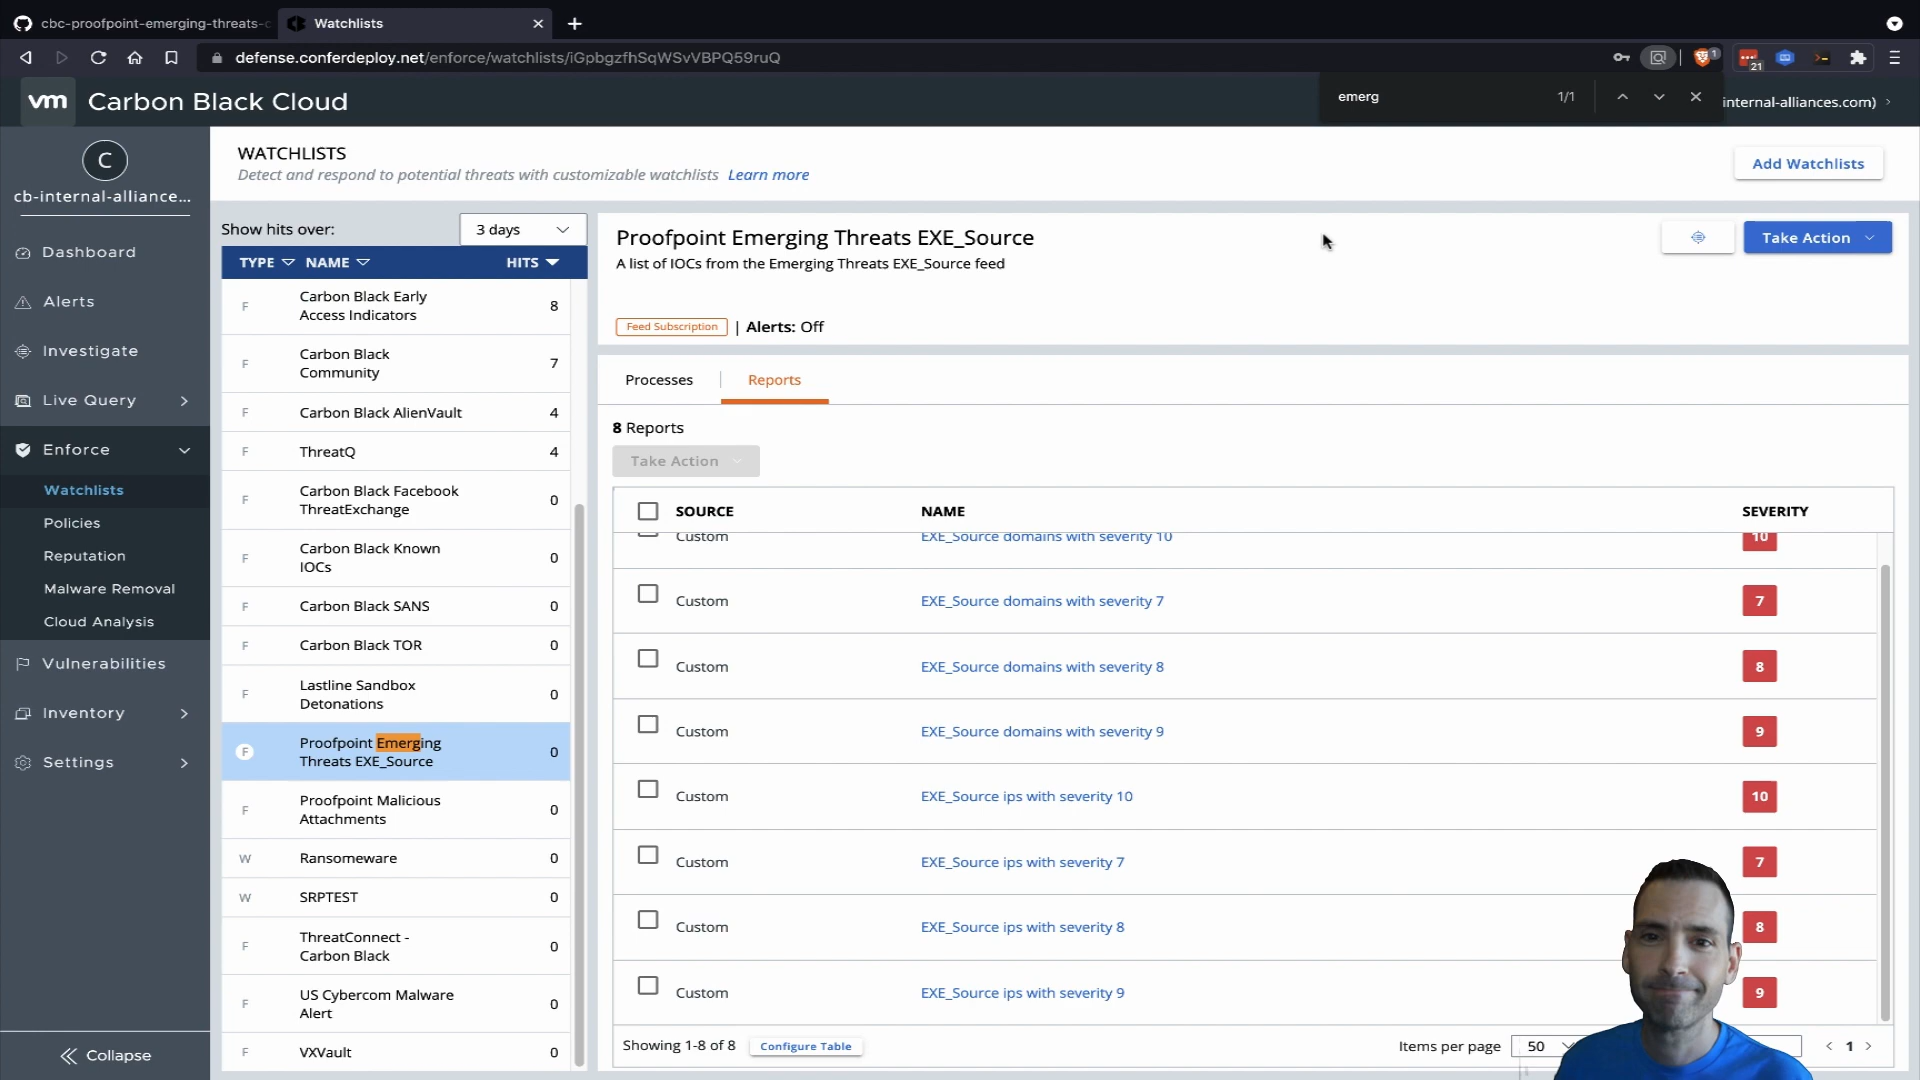 cbc-proofpoint-emerging-threats-c
Watchlists
defense.conferdeploy.net/enforce/watchlists/iGpbgzfhSqWSvVBPQ59ruQ
1
21
vm Carbon Black Cloud
emerg 1/1
internal-alliances.com)
C
cb-internal-alliance...
Dashboard
Alerts
Investigate
Live Query
Enforce
Watchlists
Policies
Reputation
Malware Removal
Cloud Analysis
Vulnerabilities
Inventory
Settings
Collapse
WATCHLISTS
Detect and respond to potential threats with customizable watchlists Learn more
Add Watchlists
Show hits over: 3 days
TYPE NAME HITS
F Carbon Black Early
Access Indicators 8
F Carbon Black
Community 7
F Carbon Black AlienVault 4
F ThreatQ 4
F Carbon Black Facebook
ThreatExchange 0
F Carbon Black Known
IOCs 0
F Carbon Black SANS 0
F Carbon Black TOR 0
F Lastline Sandbox
Detonations 0
F Proofpoint Emerging
Threats EXE_Source 0
F Proofpoint Malicious
Attachments 0
W Ransomeware 0
W SRPTEST 0
F ThreatConnect -
Carbon Black 0
F US Cybercom Malware
Alert 0
F VXVault 0
Proofpoint Emerging Threats EXE_Source
A list of IOCs from the Emerging Threats EXE_Source feed
Take Action
Feed Subscription | Alerts: Off
Processes | Reports
8 Reports
Take Action
SOURCE NAME SEVERITY
Custom EXE_Source domains with severity 10 10
Custom EXE_Source domains with severity 7 7
Custom EXE_Source domains with severity 8 8
Custom EXE_Source domains with severity 9 9
Custom EXE_Source ips with severity 10 10
Custom EXE_Source ips with severity 7 7
Custom EXE_Source ips with severity 8 8
Custom EXE_Source ips with severity 9 9
Showing 1-8 of 8 Configure Table
Items per page 50 < 1 >